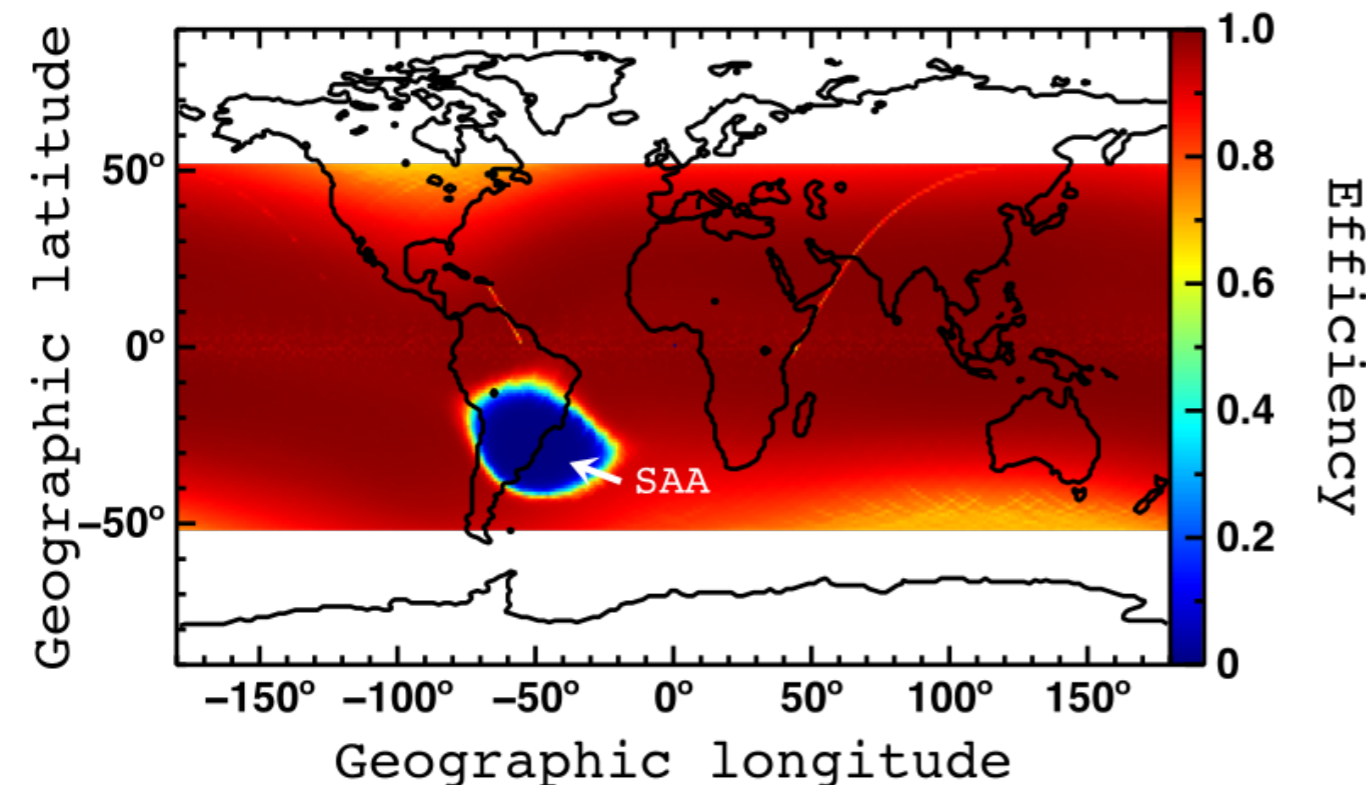 Geographic latitude
50º
0º
−50º
SAA
−150º −100º −50º 0º 50º 100º 150º
Geographic longitude
1.0
0.8
0.6
0.4
0.2
0
Efficiency